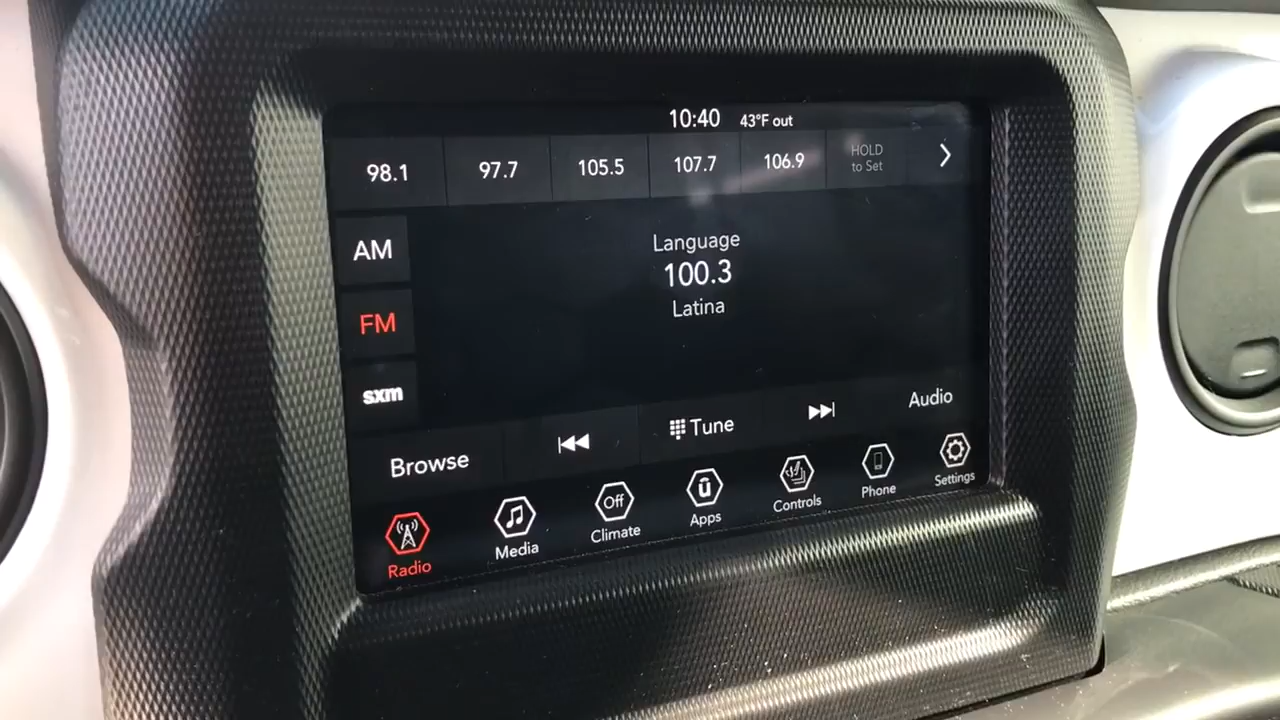 10:40 43°F out
98.1 97.7 105.5 107.7 106.9 HOLD
to Set
AM
Language
100.3
Latina
FM
sxm
Browse Tune Audio
Radio Media Off Climate û Apps Controls Phone Settings